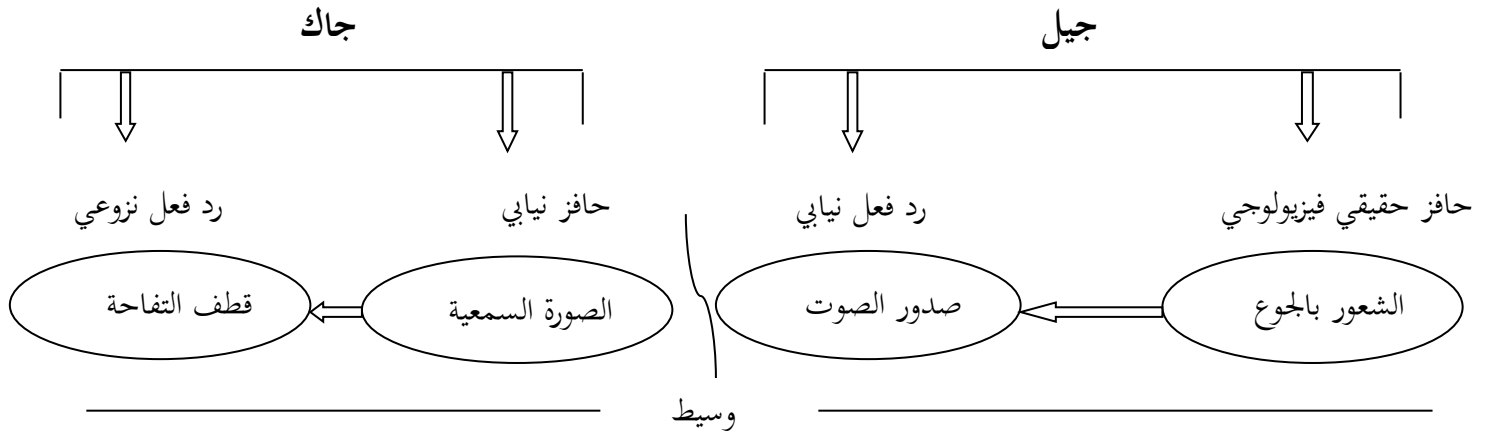 جيل
جاك
حافز حقيقي فيزيولوجي
رد فعل نيابي
حافز نيابي
رد فعل نزوعي
الشعور بالجوع
صدور الصوت
الصورة السمعية
قطف التفاحة
وسيط